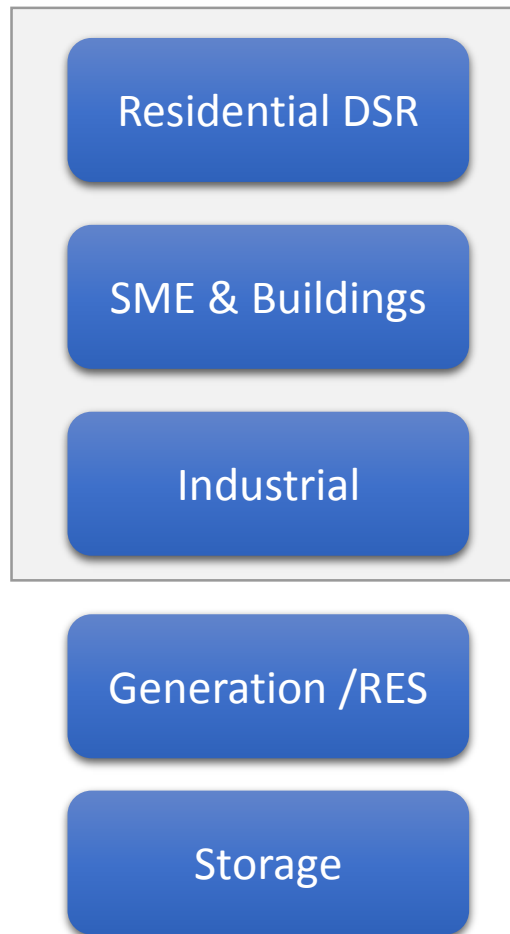 Residential DSR
SME & Buildings
Industrial
Generation /RES
Storage